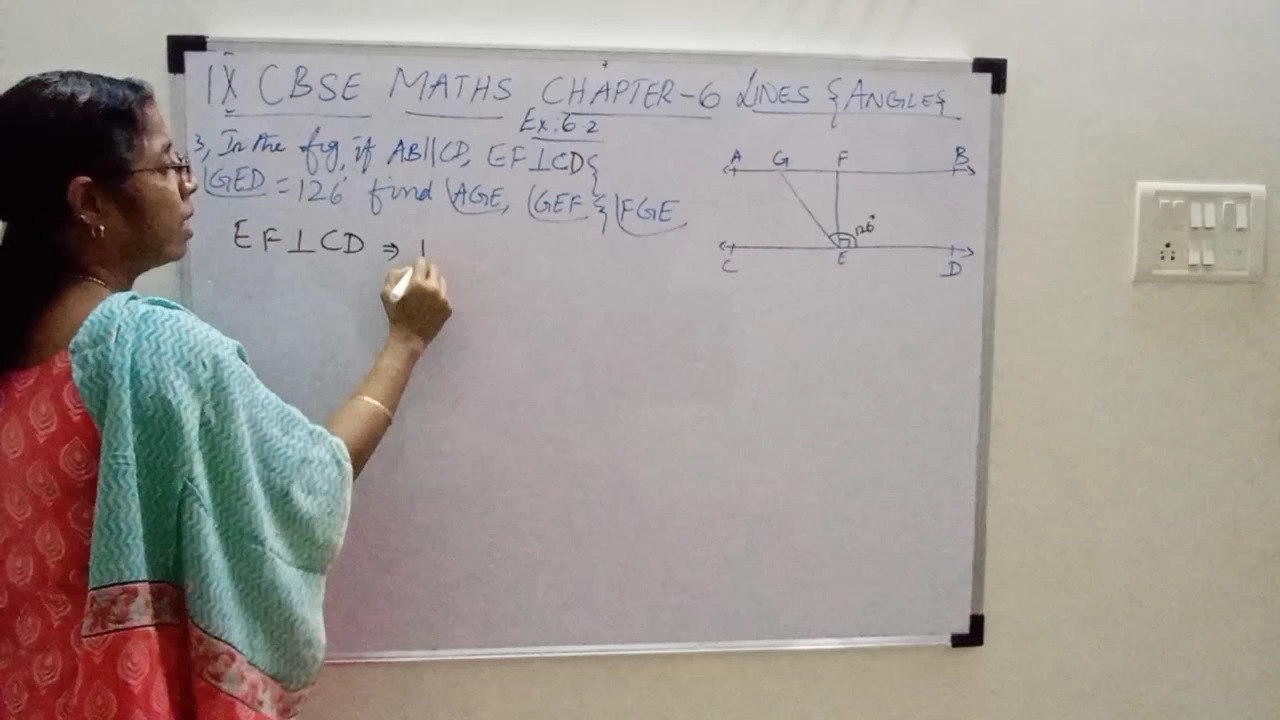 IX CBSE MATHS CHAPTER-6 LINES & ANGLES
Ex: 6.2
3, In the fig, if AB||CD, EF⊥CD &
∠GED = 126° find ∠AGE, ∠GEF & ∠FGE
EF⊥CD ⇒ |
A G F B
126°
C E D